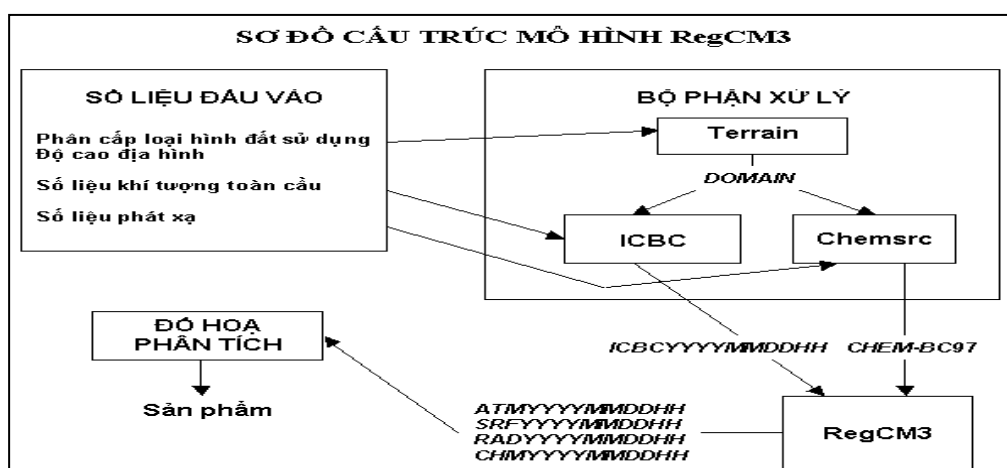 SƠ ĐỒ CẤU TRÚC MÔ HÌNH RegCM3
SỐ LIỆU ĐẦU VÀO
Phân cấp loại hình đất sử dụng
Độ cao địa hình
Số liệu khí tượng toàn cầu
Số liệu phát xạ
BỘ PHẬN XỬ LÝ
Terrain
DOMAIN
ICBC
Chemsrc
ICBCYYYYMMDDHH
CHEM-BC97
RegCM3
ATMYYYYMMDDHH
SRFYYYYMMDDHH
RADYYYYMMDDHH
CHMYYYYMMDDHH
ĐỒ HOẠ
PHÂN TÍCH
Sản phẩm